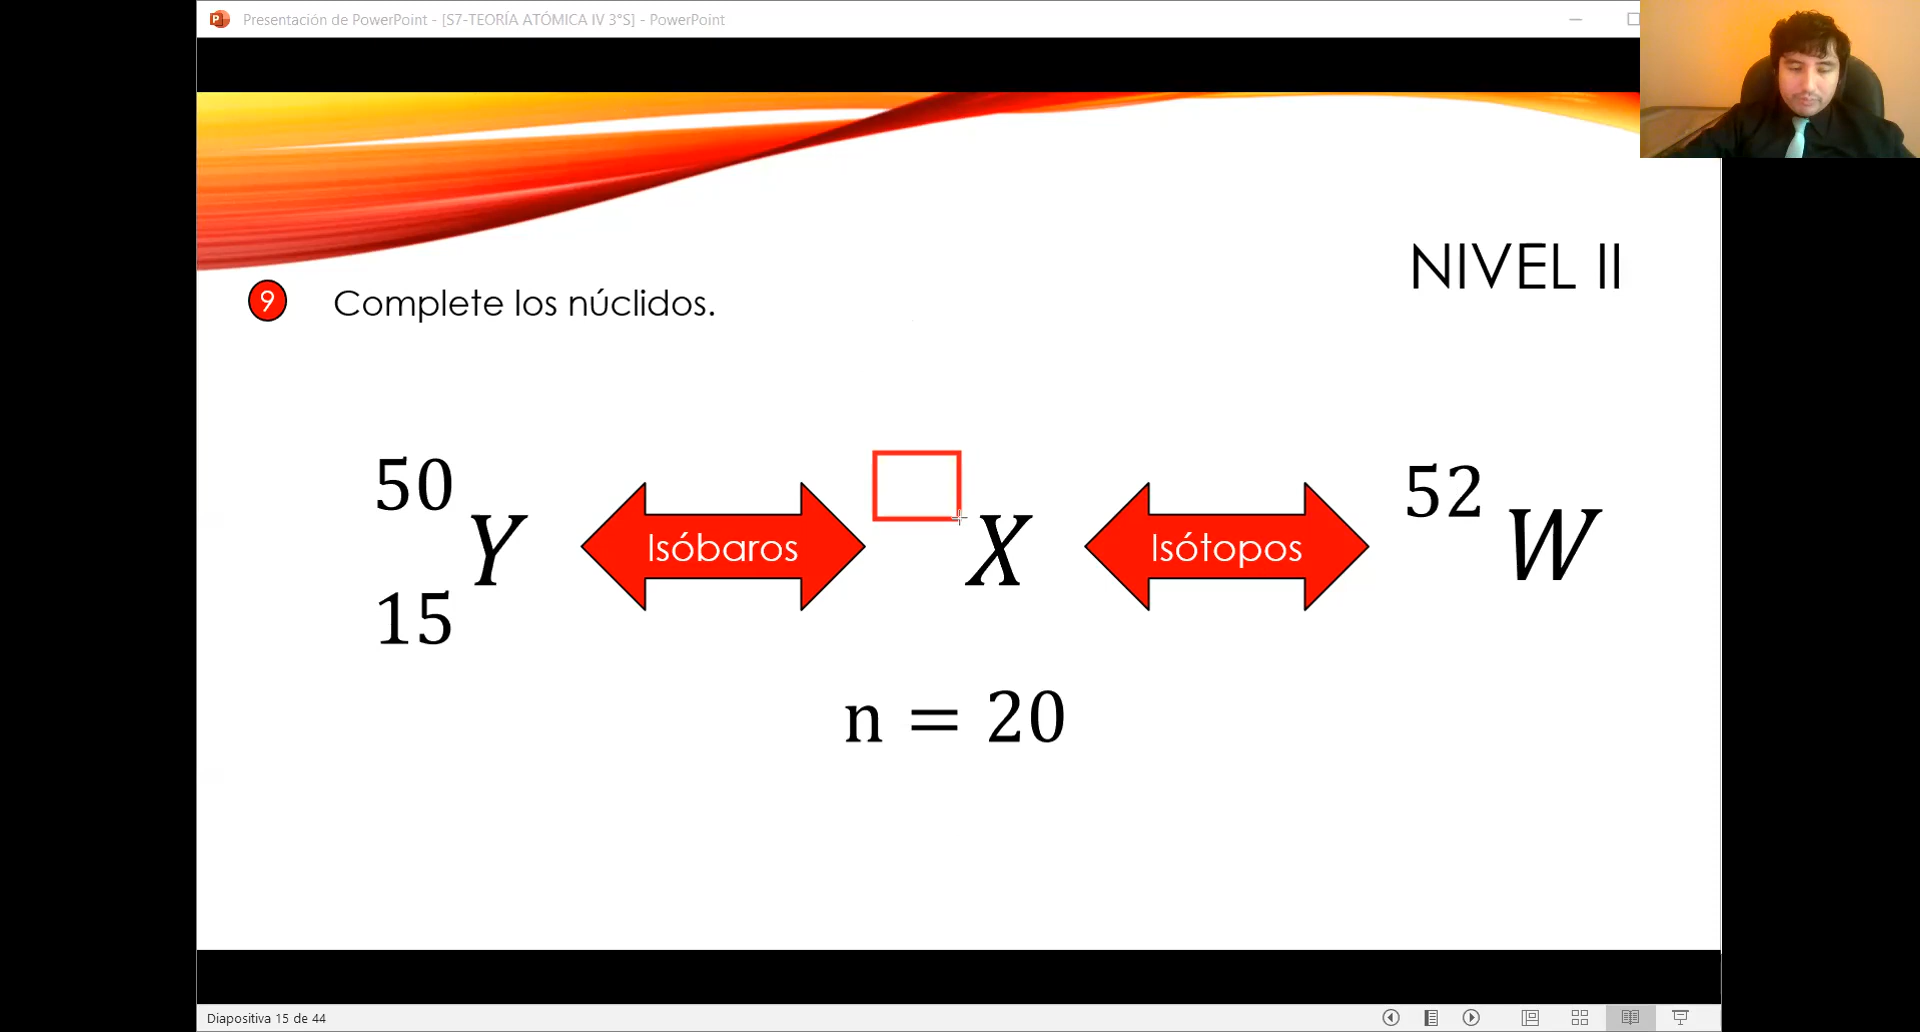 Presentación de PowerPoint - [S7-TEORÍA ATÓMICA IV 3°S] - PowerPoint
NIVEL II
9 Complete los núclidos.
50 Y 15
Isóbaros
X
Isótopos
52 W
n = 20
Diapositiva 15 de 44